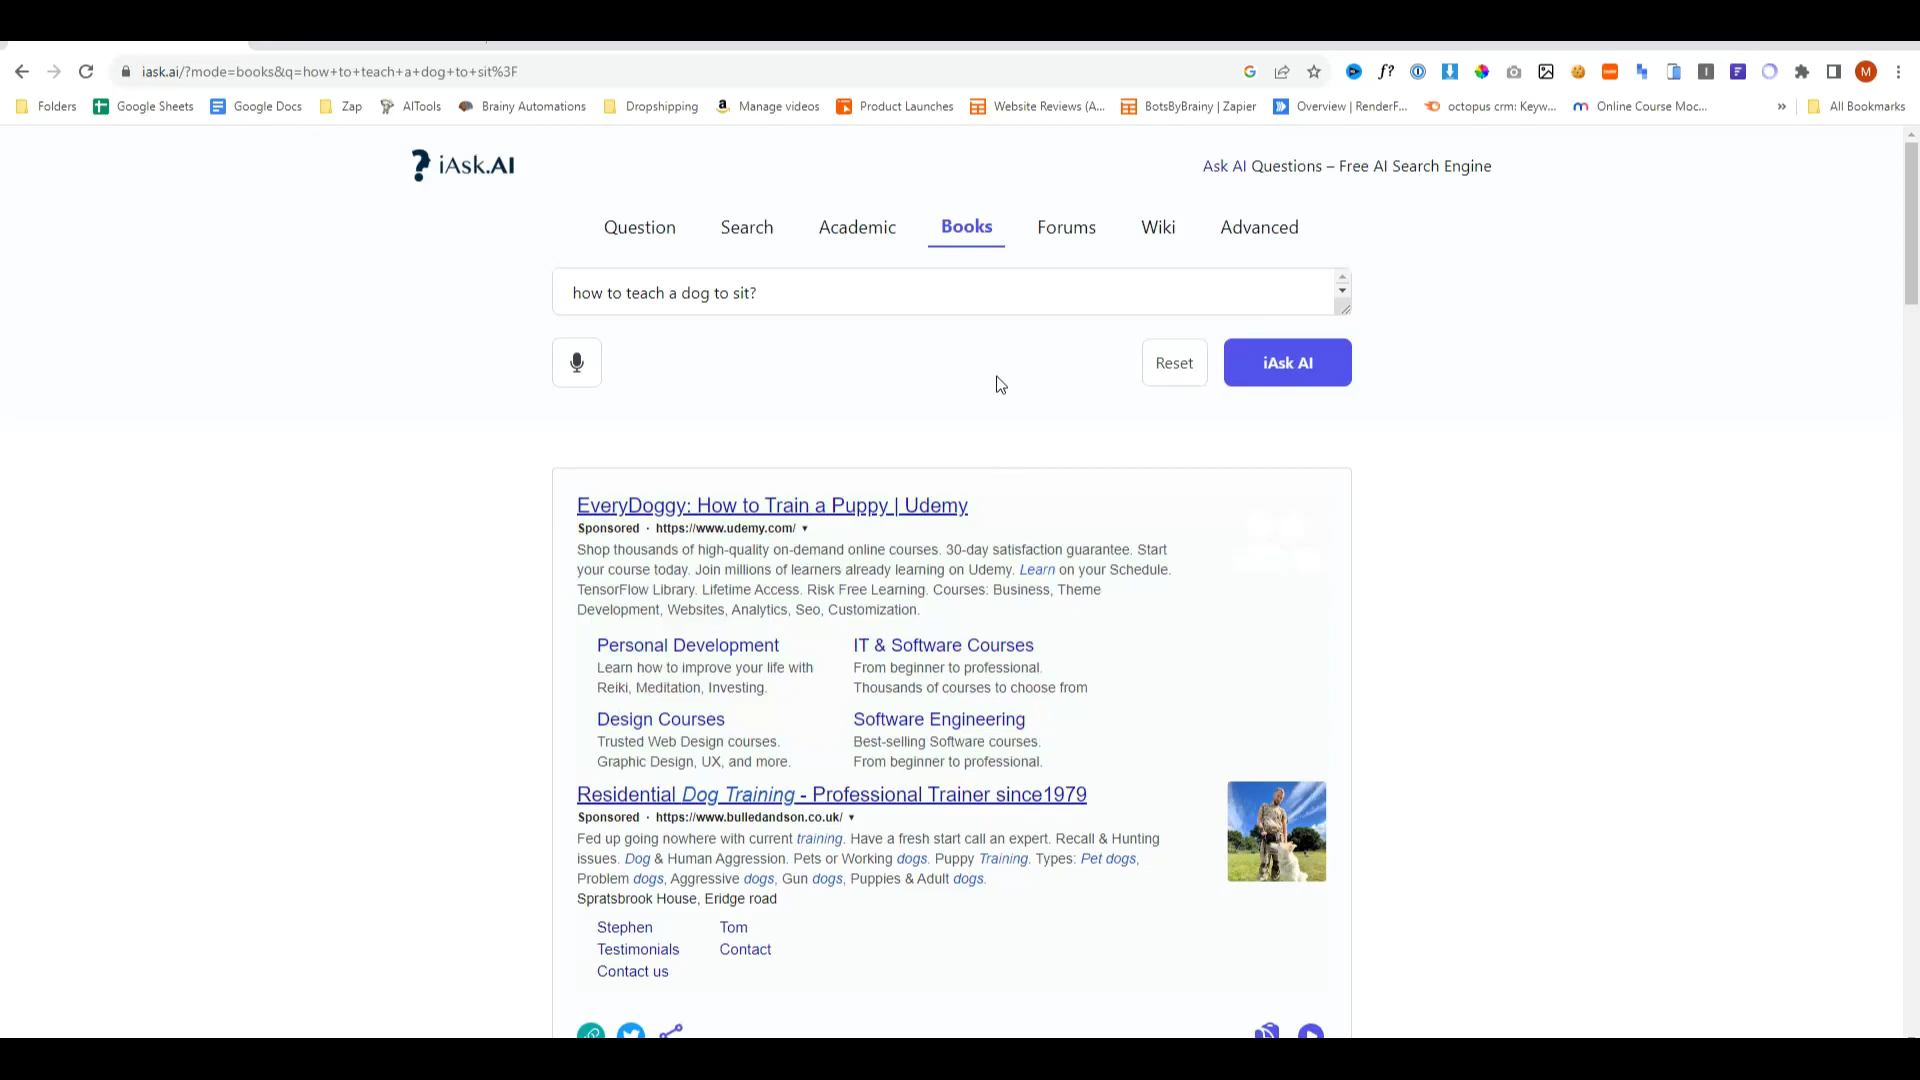 iask.ai/?mode=books&q=how+to+teach+a+dog+to+sit%3F
f?
M
Folders
Google Sheets
Google Docs
Zap
AITools
Brainy Automations
Dropshipping
Manage videos
Product Launches
Website Reviews (A...
BotsByBrainy | Zapier
Overview | RenderF...
octopus crm: Keyw...
Online Course Moc...
»
All Bookmarks
iAsk.AI
Ask AI Questions – Free AI Search Engine
Question
Search
Academic
Books
Forums
Wiki
Advanced
how to teach a dog to sit?
Reset
iAsk AI
EveryDoggy: How to Train a Puppy | Udemy
Sponsored · https://www.udemy.com/
Shop thousands of high-quality on-demand online courses. 30-day satisfaction guarantee. Start
your course today. Join millions of learners already learning on Udemy. Learn on your Schedule.
TensorFlow Library. Lifetime Access. Risk Free Learning. Courses: Business, Theme
Development, Websites, Analytics, Seo, Customization.
Personal Development
Learn how to improve your life with
Reiki, Meditation, Investing.
IT & Software Courses
From beginner to professional.
Thousands of courses to choose from
Design Courses
Trusted Web Design courses.
Graphic Design, UX, and more.
Software Engineering
Best-selling Software courses.
From beginner to professional.
Residential Dog Training - Professional Trainer since1979
Sponsored · https://www.bulledandson.co.uk/
Fed up going nowhere with current training. Have a fresh start call an expert. Recall & Hunting
issues. Dog & Human Aggression. Pets or Working dogs. Puppy Training. Types: Pet dogs,
Problem dogs, Aggressive dogs, Gun dogs, Puppies & Adult dogs.
Spratsbrook House, Eridge road
Stephen
Testimonials
Contact us
Tom
Contact